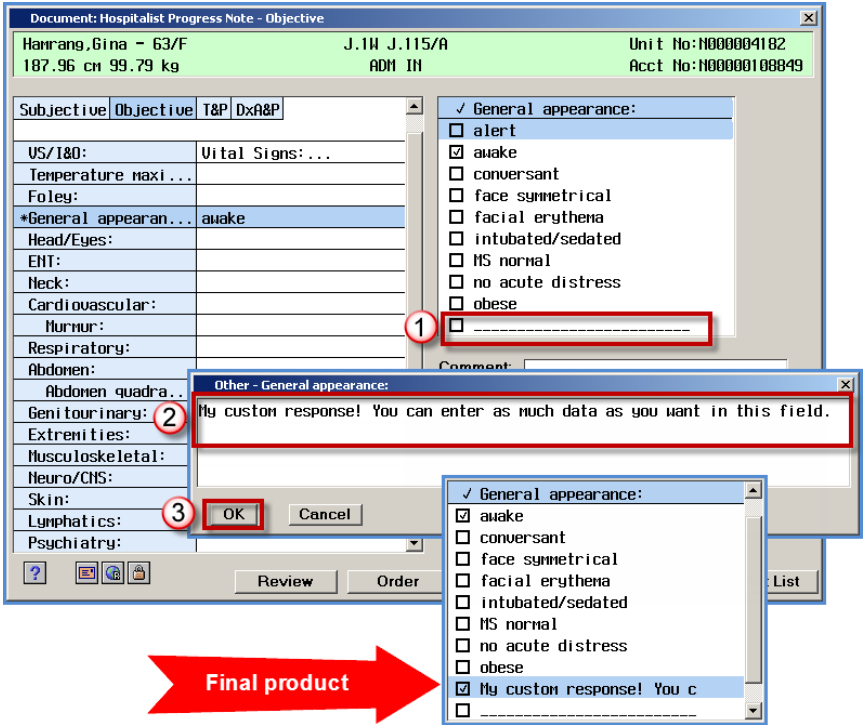 Document: Hospitalist Progress Note - Objective
Hamrang,Gina - 63/F J.1W J.115/A Unit No:N000004182
187.96 cm 99.79 kg ADM IN Acct No:N00000108849
Subjective Objective T&P DxA&P
VS/I&O: Vital Signs:...
Temperature maxi...
Foley:
*General appearan... awake
Head/Eyes:
ENT:
Neck:
Cardiovascular:
Murmur:
Respiratory:
Abdomen:
Abdomen quadra..
Genitourinary:
Extremities:
Musculoskeletal:
Neuro/CNS:
Skin:
Lymphatics:
Psychiatry:
✓ General appearance:
alert
awake
conversant
face symmetrical
facial erythema
intubated/sedated
MS normal
no acute distress
obese
1
Comment:
Other - General appearance:
2
My custom response! You can enter as much data as you want in this field.
3
OK Cancel
✓ General appearance:
awake
conversant
face symmetrical
facial erythema
intubated/sedated
MS normal
no acute distress
obese
My custom response! You c
? Review Order List
Final product